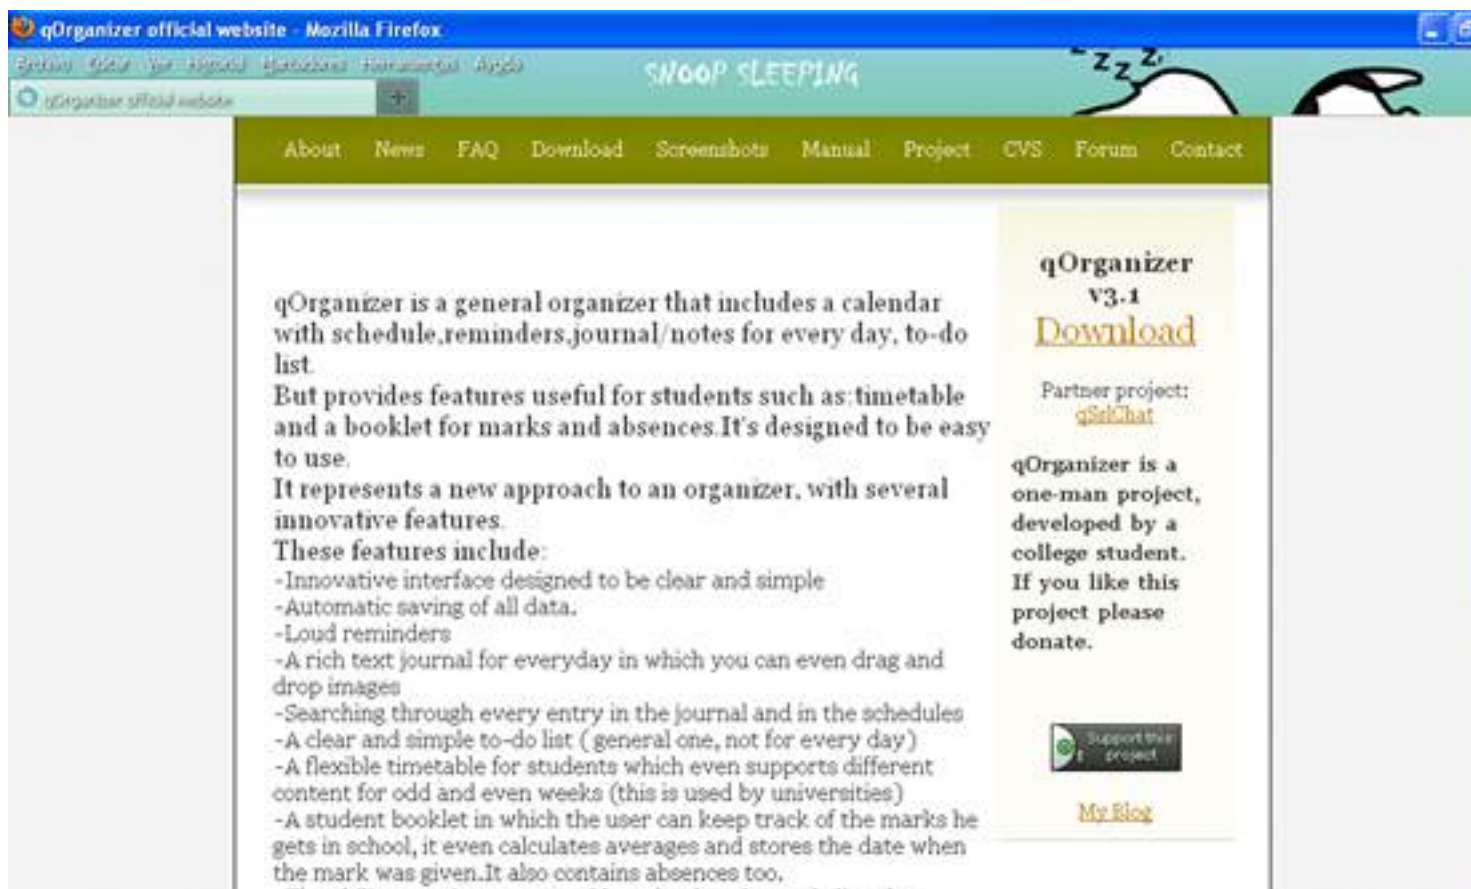 qOrganizer official website - Mozilla Firefox
Archivo Editar Ver Historial Marcadores Herramientas Ayuda
SNOOP SLEEPING
z z z z
qOrganizer official website
+
About News FAQ Download Screenshots Manual Project CVS Forum Contact
qOrganizer is a general organizer that includes a calendar
with schedule,reminders,journal/notes for every day, to-do
list.
But provides features useful for students such as:timetable
and a booklet for marks and absences.It's designed to be easy
to use.
It represents a new approach to an organizer, with several
innovative features.
These features include:
-Innovative interface designed to be clear and simple
-Automatic saving of all data.
-Loud reminders
-A rich text journal for everyday in which you can even drag and
drop images
-Searching through every entry in the journal and in the schedules
-A clear and simple to-do list ( general one, not for every day )
-A flexible timetable for students which even supports different
content for odd and even weeks (this is used by universities)
-A student booklet in which the user can keep track of the marks he
gets in school, it even calculates averages and stores the date when
the mark was given.It also contains absences too.
qOrganizer
v3.1
Download
Partner project:
qSslChat
qOrganizer is a
one-man project,
developed by a
college student.
If you like this
project please
donate.
Support this
project
My Blog